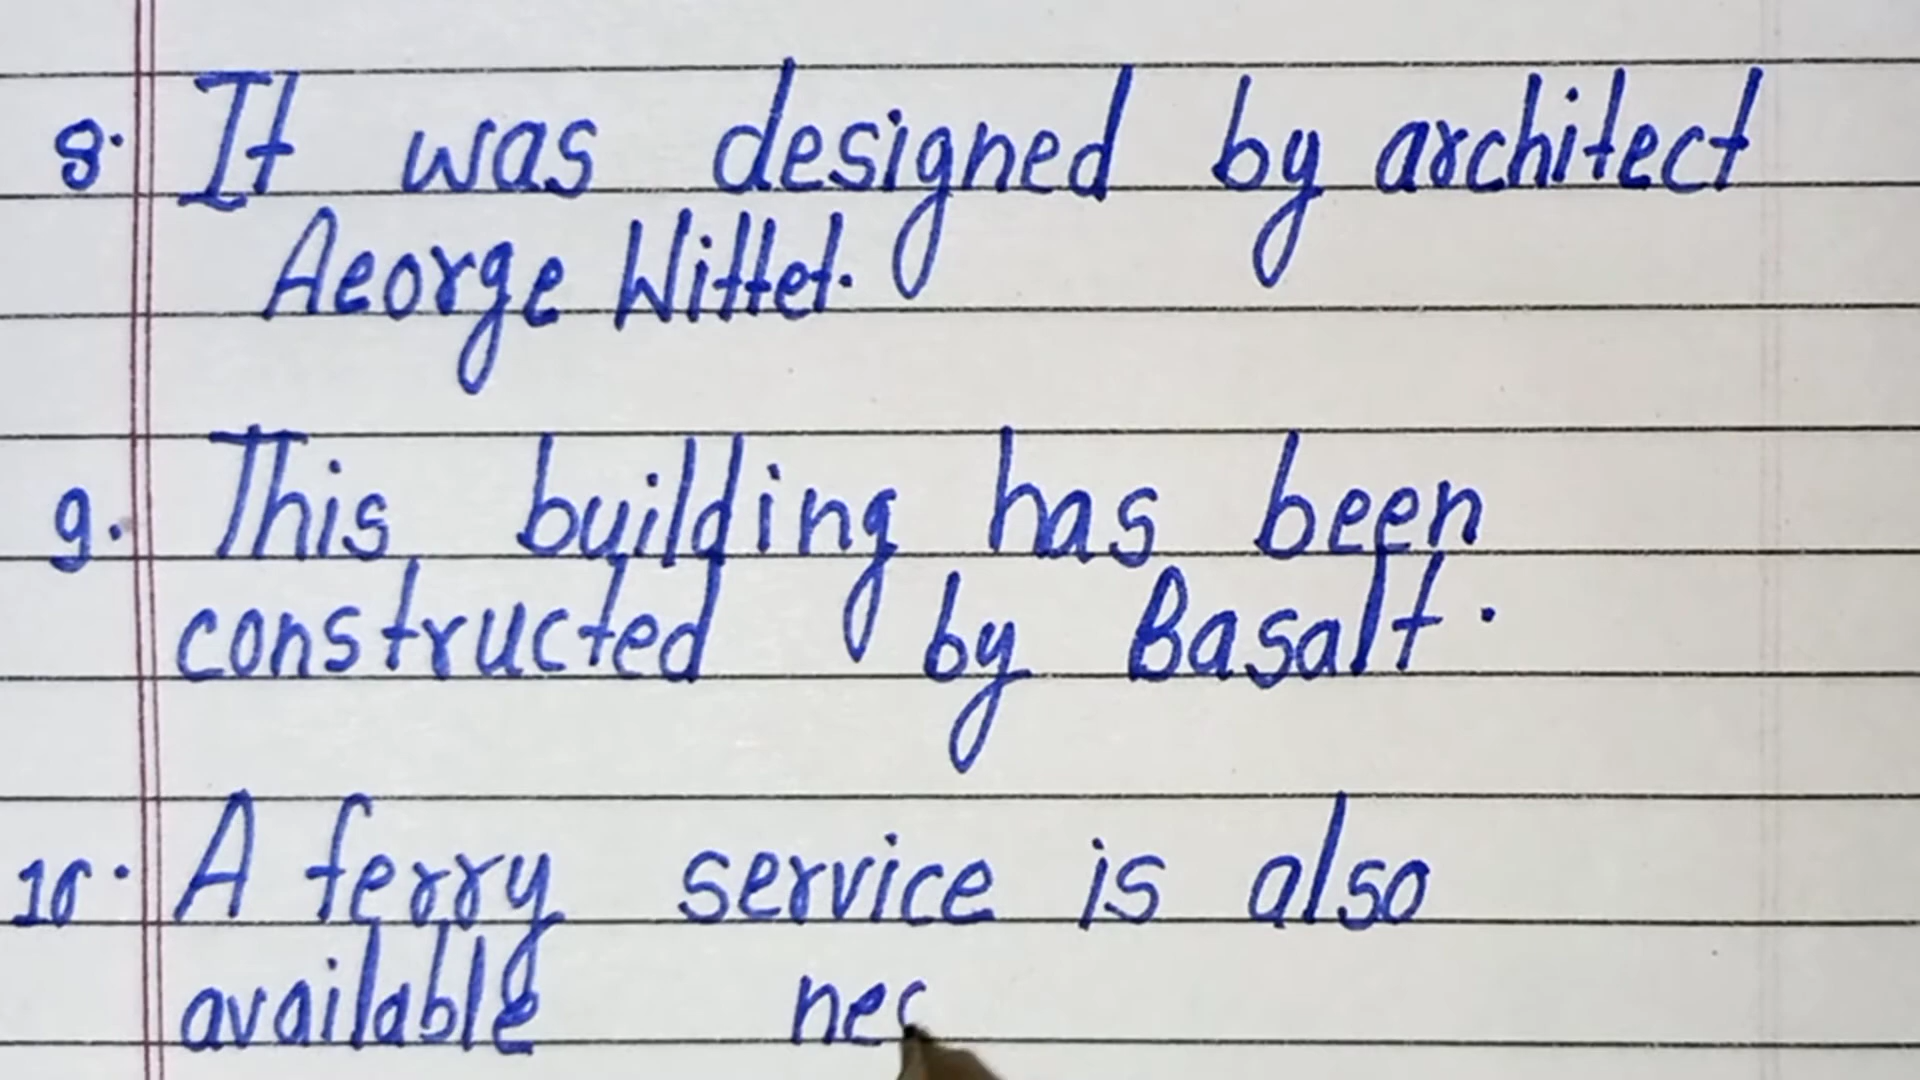 8. It was designed by architect
Aeorge Wittet.
9. This building has been
constructed by Basalt.
10. A ferry service is also
available